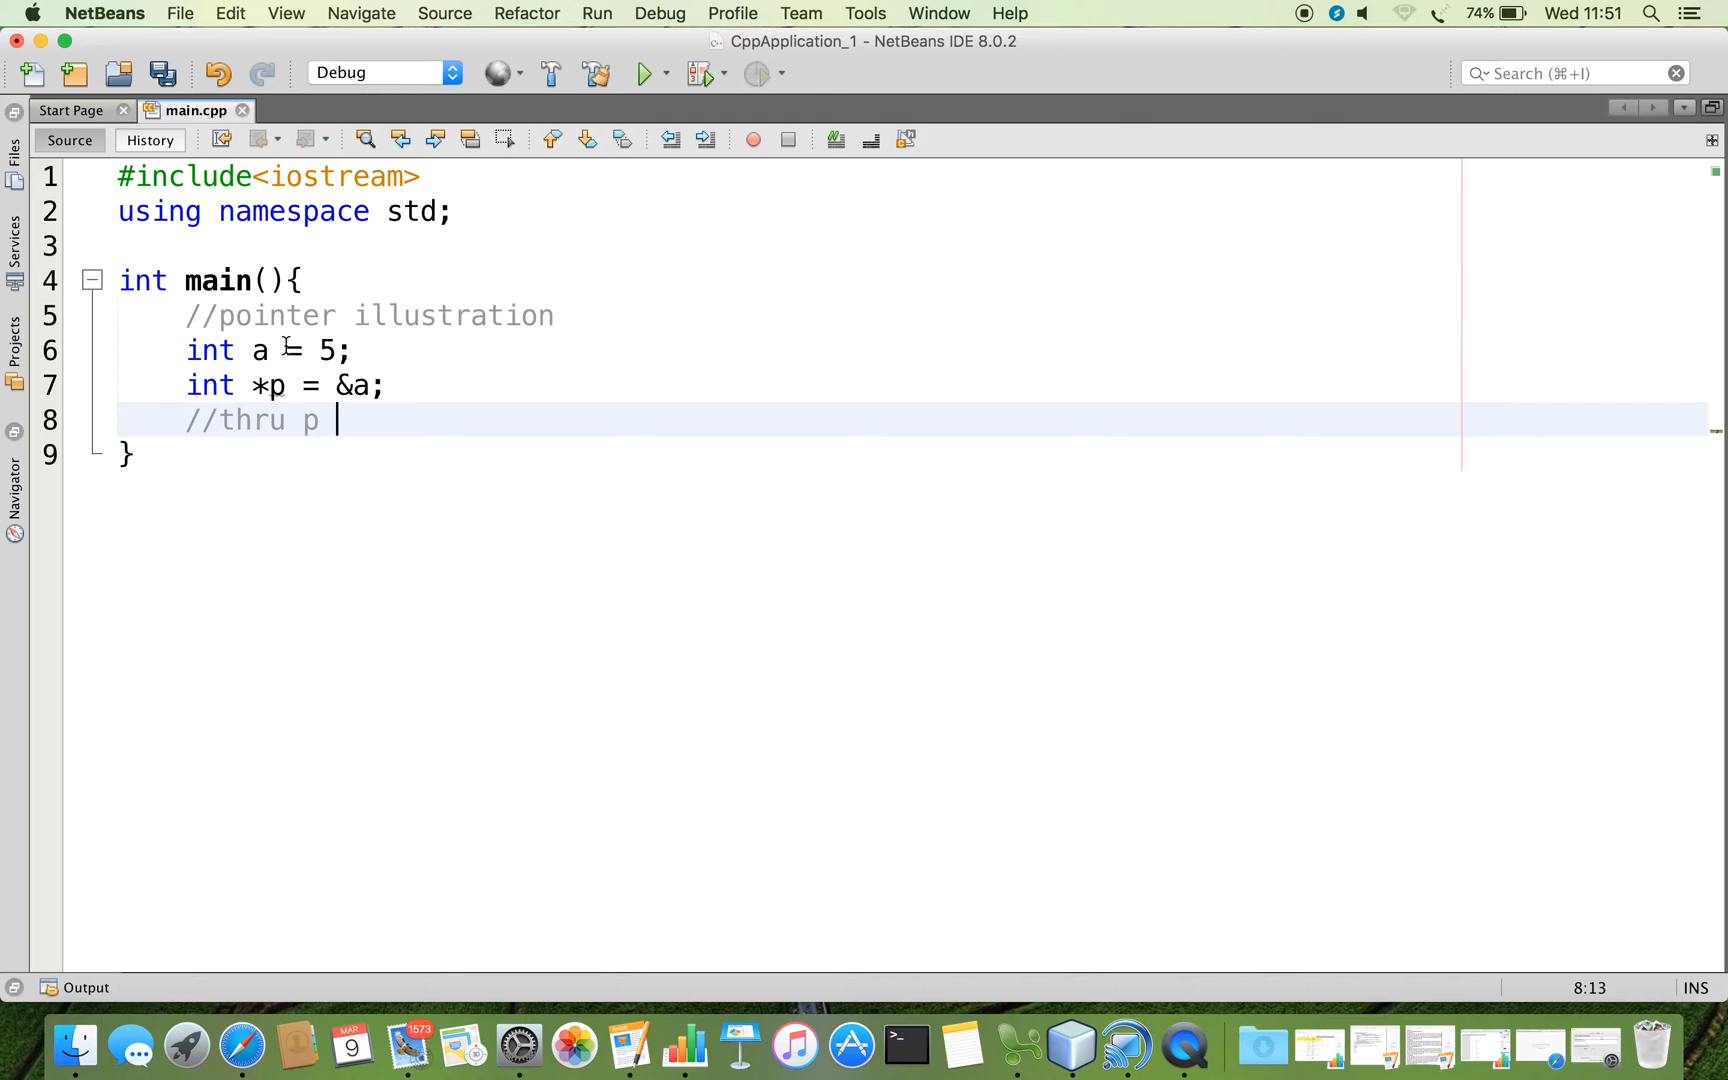 NetBeans File Edit View Navigate Source Refactor Run Debug Profile Team Tools Window Help 74% Wed 11:51
CppApplication_1 - NetBeans IDE 8.0.2
Debug Search (⌘+I)
Start Page main.cpp
Source History
Files
Services
Projects
Navigator
1 #include<iostream>
2 using namespace std;
3
4 int main(){
5 //pointer illustration
6 int a = 5;
7 int *p = &a;
8 //thru p
9 }
Output 8:13 INS
MAR
9
1573